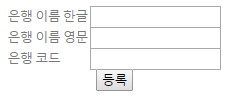 은행 이름 한글
은행 이름 영문
은행 코드
등록